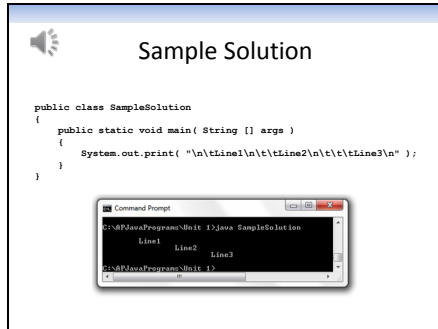 Sample Solution
public class SampleSolution
{
public static void main( String [] args )
{
System.out.print( "\n\tLine1\n\t\tLine2\n\t\t\tLine3\n" );
}
}
Command Prompt
C:\APJavaPrograms\Unit 1>java SampleSolution
Line1
Line2
Line3
C:\APJavaPrograms\Unit 1>